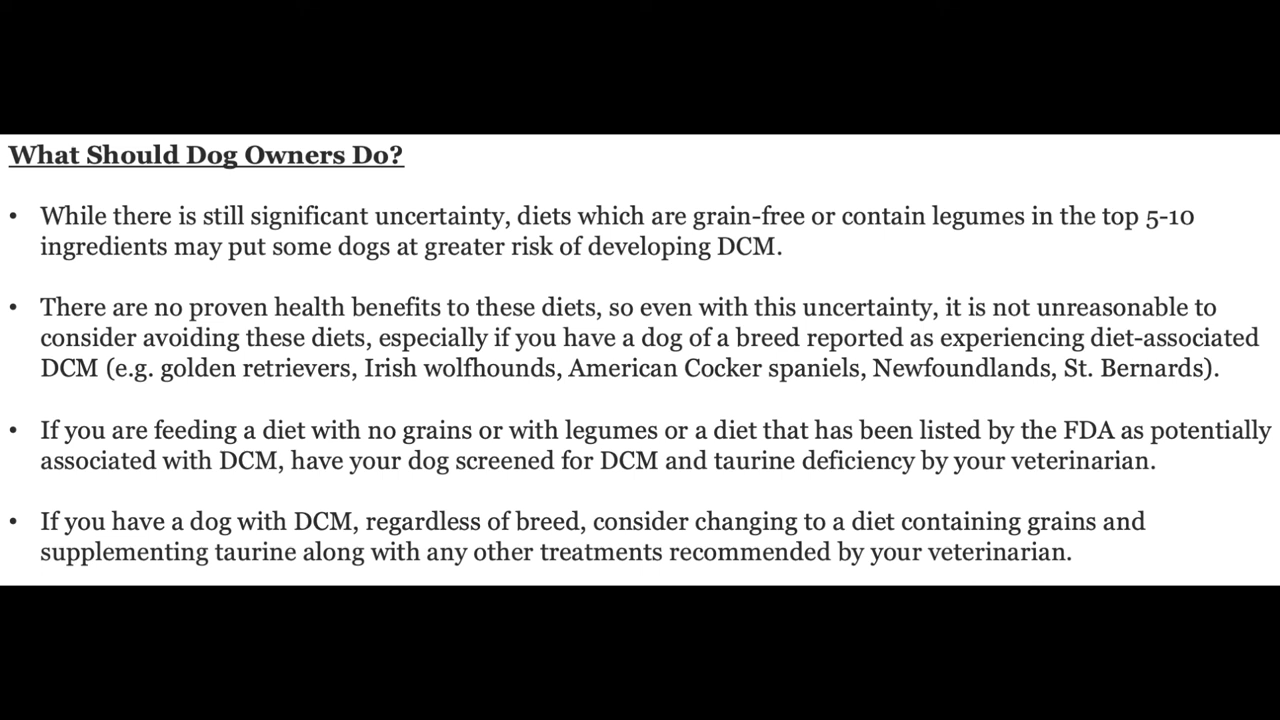 What Should Dog Owners Do?
• While there is still significant uncertainty, diets which are grain-free or contain legumes in the top 5-10
ingredients may put some dogs at greater risk of developing DCM.
• There are no proven health benefits to these diets, so even with this uncertainty, it is not unreasonable to
consider avoiding these diets, especially if you have a dog of a breed reported as experiencing diet-associated
DCM (e.g. golden retrievers, Irish wolfhounds, American Cocker spaniels, Newfoundlands, St. Bernards).
• If you are feeding a diet with no grains or with legumes or a diet that has been listed by the FDA as potentially
associated with DCM, have your dog screened for DCM and taurine deficiency by your veterinarian.
• If you have a dog with DCM, regardless of breed, consider changing to a diet containing grains and
supplementing taurine along with any other treatments recommended by your veterinarian.